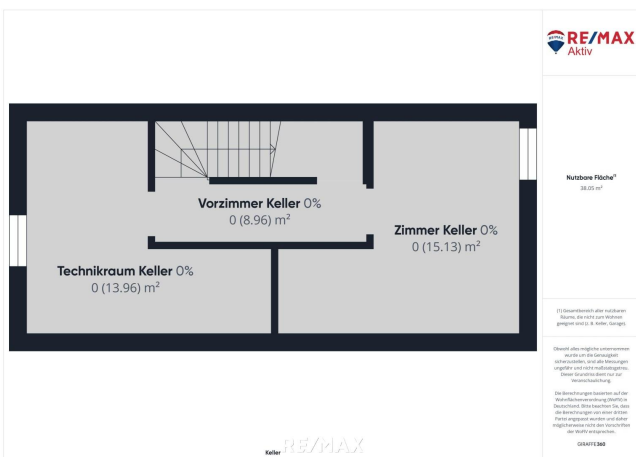 RE/MAX
RE/MAX
Aktiv
Nutzbare Fläche⁽¹⁾
38.05 m²
Vorzimmer Keller 0%
0 (8.96) m²
Zimmer Keller 0%
0 (15.13) m²
Technikraum Keller 0%
0 (13.96) m²
(1) Gesamtbereich aller nutzbaren
Räume, die nicht zum Wohnen
geeignet sind (z. B. Keller, Garage).
Obwohl alles mögliche unternommen
wurde um die Genauigkeit
sicherzustellen, sind alle Messungen
ungefähr und nicht maßstabsgetreu.
Dieser Grundriss dient nur zur
Veranschaulichung.
Die Berechnungen basierten auf der
Wohnflächenverordnung (WoFlV) in
Deutschland. Bitte beachten Sie, dass
die Berechnungen von einer dritten
Partei angepasst wurden und daher
möglicherweise nicht den Vorschriften
der WoFlV entsprechen.
GIRAFFE360
Keller
RE/MAX